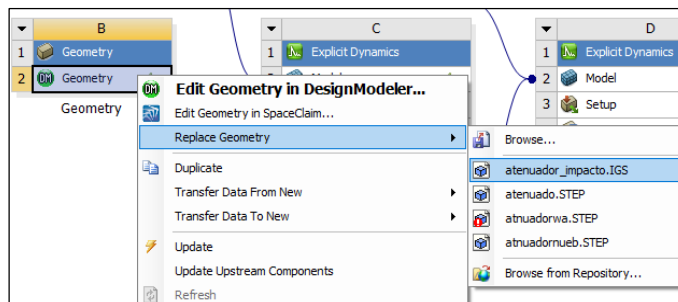 B
C
D
1 Geometry
1 Explicit Dynamics
1 Explicit Dynamics
2 Geometry
2 Model
3 Setup
Geometry
Edit Geometry in DesignModeler...
Edit Geometry in SpaceClaim...
Replace Geometry
Duplicate
Transfer Data From New
Transfer Data To New
Update
Update Upstream Components
Refresh
Browse...
atenuador_impacto.IGS
atenuado.STEP
atnuadorwa.STEP
atnuadornueb.STEP
Browse from Repository...